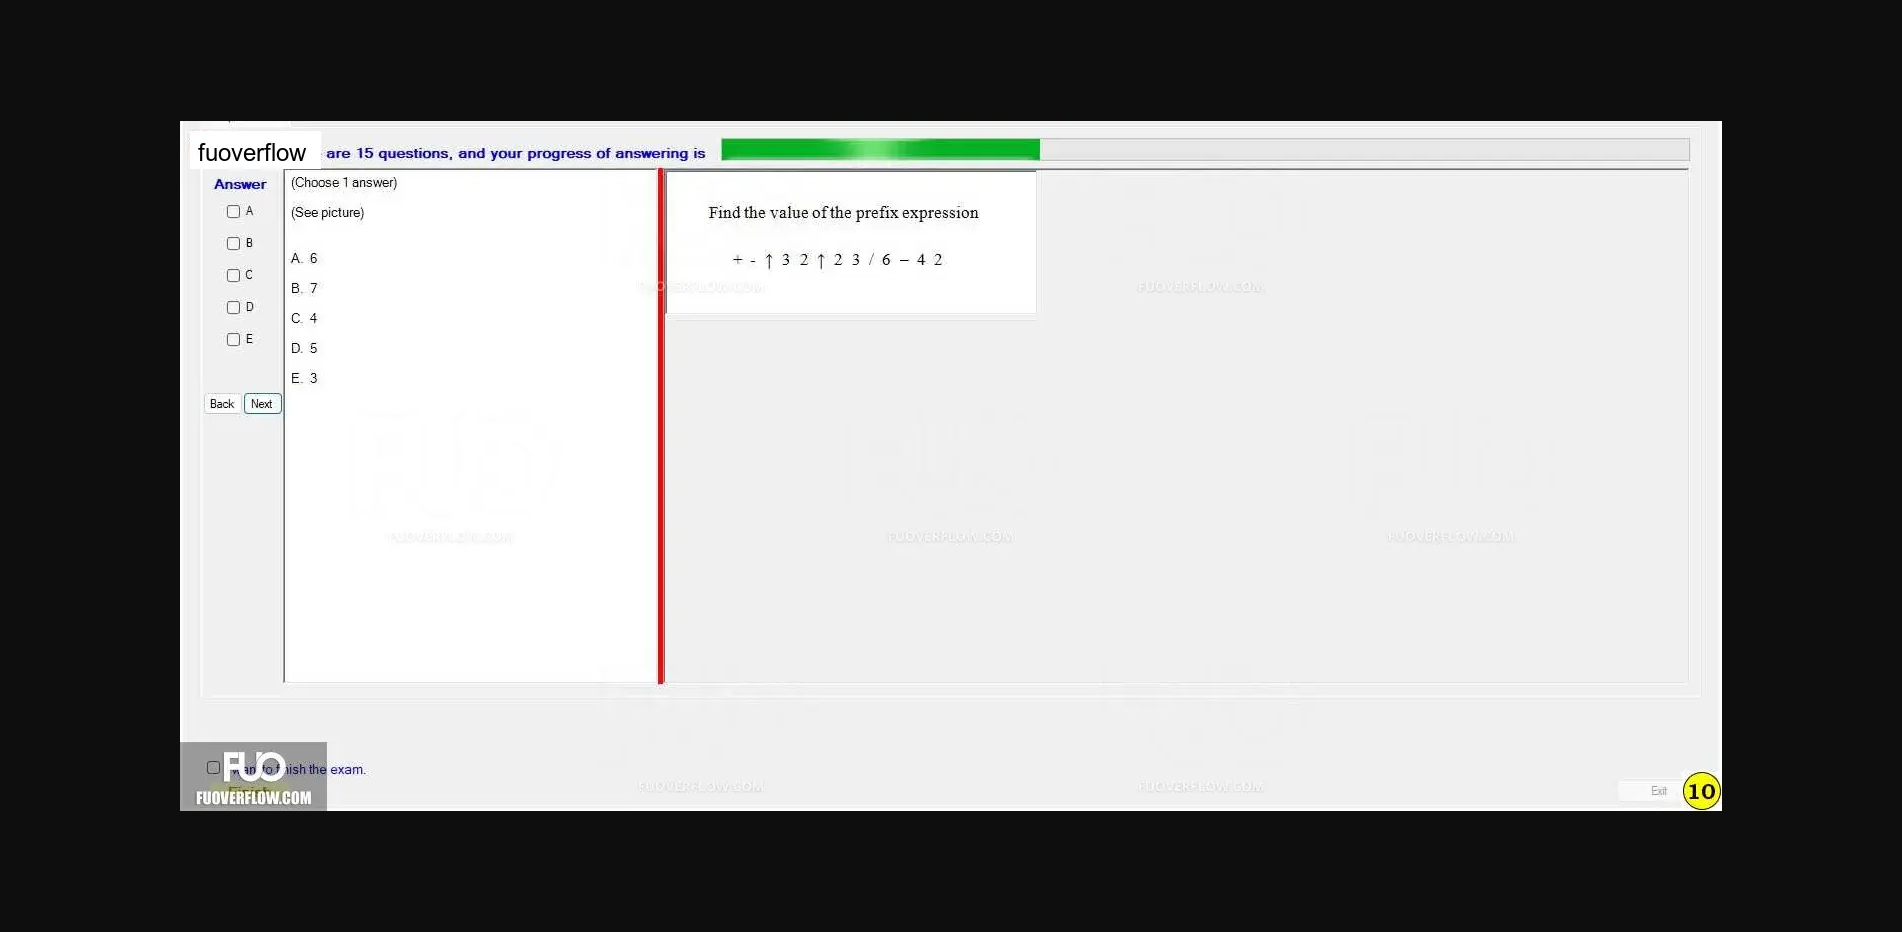 fuoverflow are 15 questions, and your progress of answering is
Answer
A
B
C
D
E
Back Next
(Choose 1 answer)
(See picture)
A. 6
B. 7
C. 4
D. 5
E. 3
Find the value of the prefix expression
+ - ↑ 3 2 ↑ 2 3 / 6 – 4 2
FUOVERFLOW.COM
FUOVERFLOW.COM
FUOVERFLOW.COM
FUOVERFLOW.COM
FUOVERFLOW.COM
want to finish the exam.
FUO
Finish
FUOVERFLOW.COM
FUOVERFLOW.COM
FUOVERFLOW.COM
Exit
10